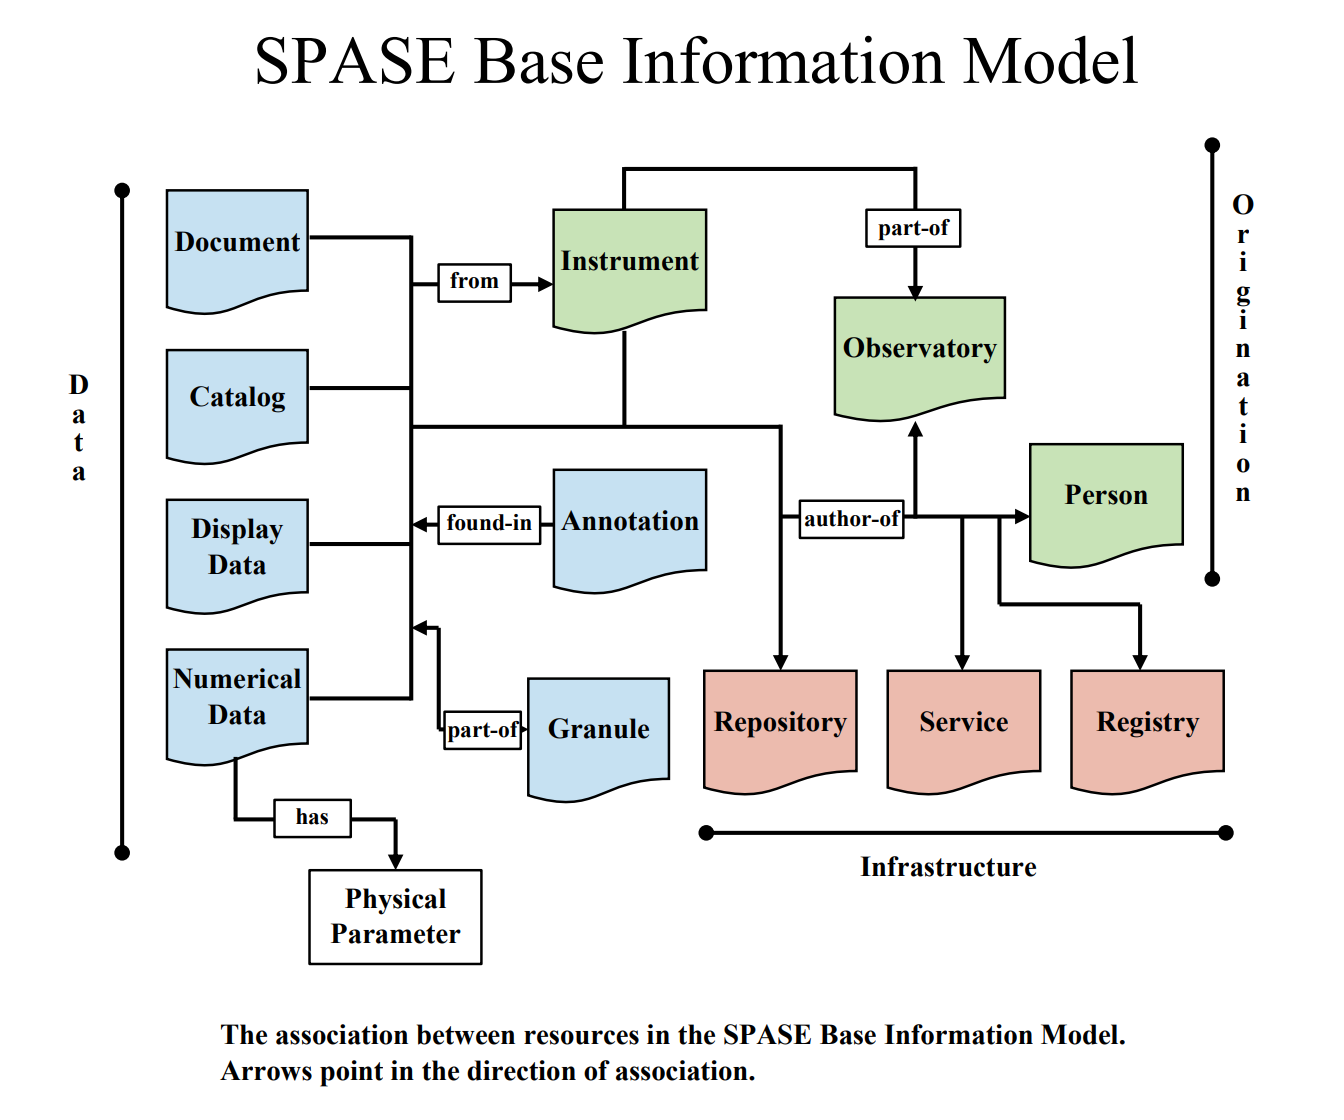 SPASE Base Information Model
Document
Instrument
part-of
from
Observatory
Catalog
Data
Origination
Person
Display
Data
found-in
Annotation
author-of
Numerical
Data
part-of
Granule
Repository
Service
Registry
has
Infrastructure
Physical
Parameter
The association between resources in the SPASE Base Information Model.
Arrows point in the direction of association.